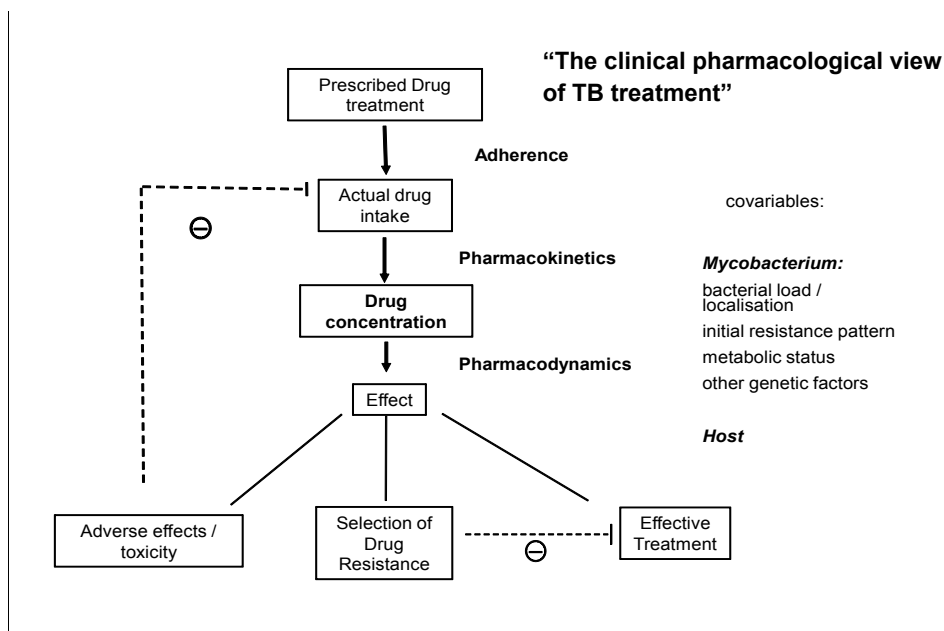 “The clinical pharmacological view
of TB treatment”
Prescribed Drug
treatment
Adherence
Actual drug
intake
covariables:
Pharmacokinetics
Mycobacterium:
bacterial load /
localisation
Drug
concentration
initial resistance pattern
Pharmacodynamics
metabolic status
other genetic factors
Effect
Host
Adverse effects /
toxicity
Selection of
Drug
Resistance
Effective
Treatment